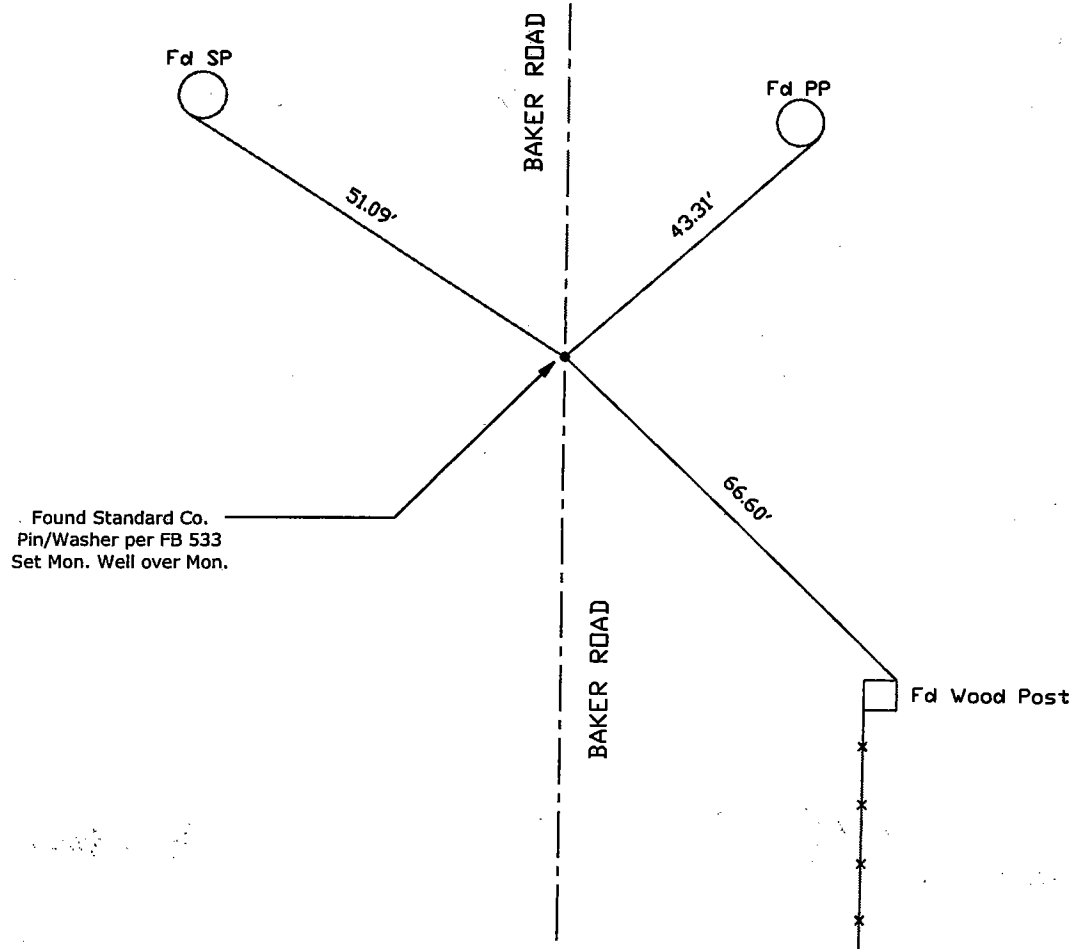 BAKER ROAD
Fd SP
Fd PP
51.09'
43.31'
66.60'
Found Standard Co.
Pin/Washer per FB 533
Set Mon. Well over Mon.
BAKER ROAD
Fd Wood Post